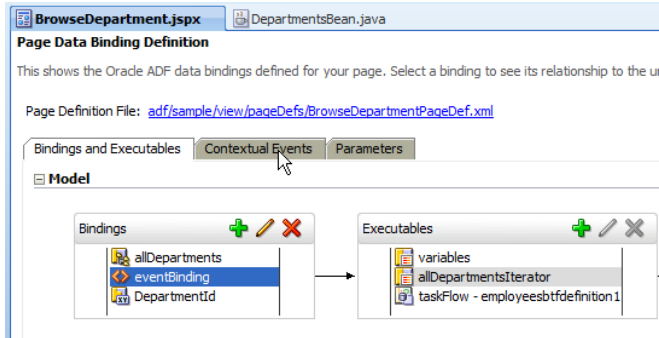 BrowseDepartment.jspx DepartmentsBean.java
Page Data Binding Definition
This shows the Oracle ADF data bindings defined for your page. Select a binding to see its relationship to the
Page Definition File: adf/sample/view/pageDefs/BrowseDepartmentPageDef.xml
Bindings and Executables Contextual Events Parameters
Model
Bindings Executables
allDepartments variables
eventBinding allDepartmentsIterator
DepartmentId taskFlow - employeesbtfdefinition1